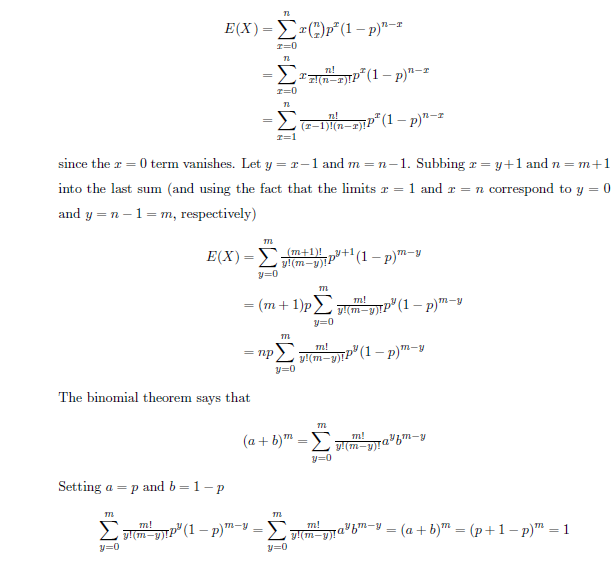 E(X) = \sum_{x=0}^{n} x \binom{n}{x} p^x (1 - p)^{n-x}
= \sum_{x=0}^{n} x \frac{n!}{x!(n-x)!} p^x (1 - p)^{n-x}
= \sum_{x=1}^{n} \frac{n!}{(x-1)!(n-x)!} p^x (1 - p)^{n-x}
since the x = 0 term vanishes. Let y = x − 1 and m = n − 1. Subbing x = y + 1 and n = m + 1
into the last sum (and using the fact that the limits x = 1 and x = n correspond to y = 0
and y = n − 1 = m, respectively)
E(X) = \sum_{y=0}^{m} \frac{(m+1)!}{y!(m-y)!} p^{y+1} (1 - p)^{m-y}
= (m + 1)p \sum_{y=0}^{m} \frac{m!}{y!(m-y)!} p^y (1 - p)^{m-y}
= np \sum_{y=0}^{m} \frac{m!}{y!(m-y)!} p^y (1 - p)^{m-y}
The binomial theorem says that
(a + b)^m = \sum_{y=0}^{m} \frac{m!}{y!(m-y)!} a^y b^{m-y}
Setting a = p and b = 1 − p
\sum_{y=0}^{m} \frac{m!}{y!(m-y)!} p^y (1 - p)^{m-y} = \sum_{y=0}^{m} \frac{m!}{y!(m-y)!} a^y b^{m-y} = (a + b)^m = (p + 1 - p)^m = 1